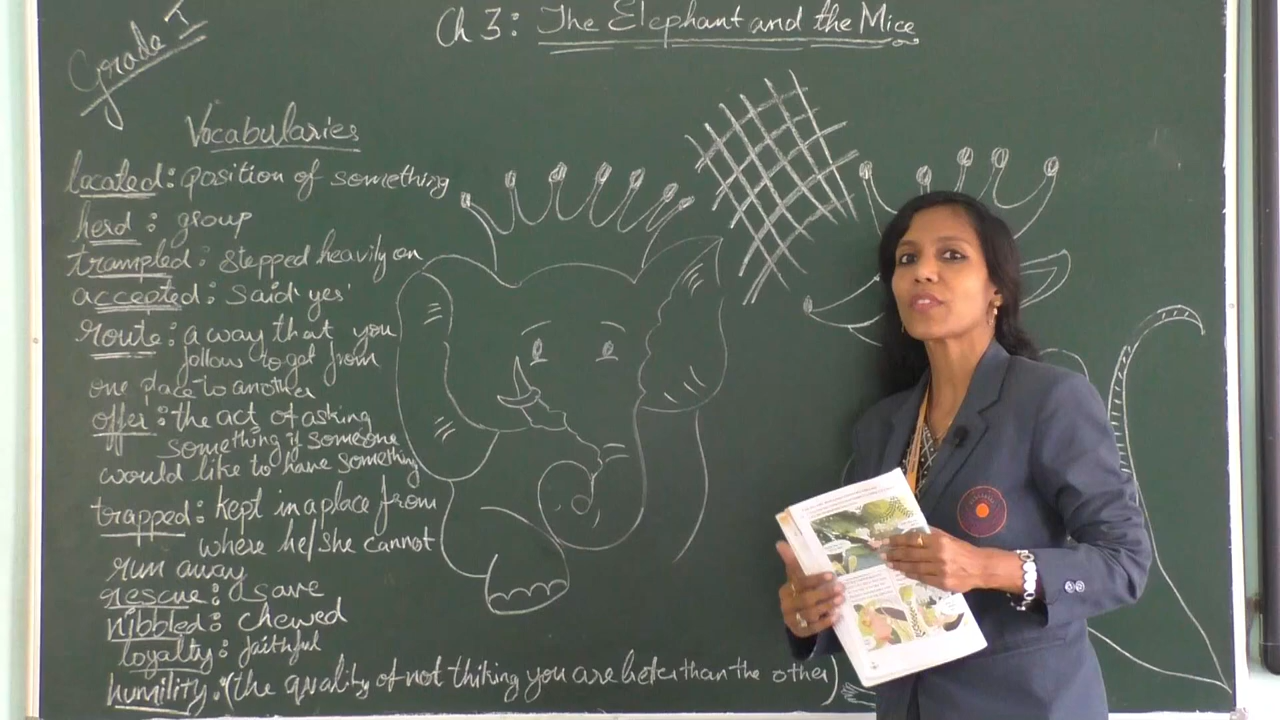 Grade I
Ch 3: The Elephant and the Mice
Vocabularies
located: position of something
herd: group
trampled: stepped heavily on
accepted: said 'yes'
route: a way that you
follow to get from
one place to another
offer: the act of asking
something if someone
would like to have something
trapped: kept in a place from
where he/she cannot
run away
rescue: save
nibbled: chewed
loyalty: faithful
humility: (the quality of not thiking you are better than the other)